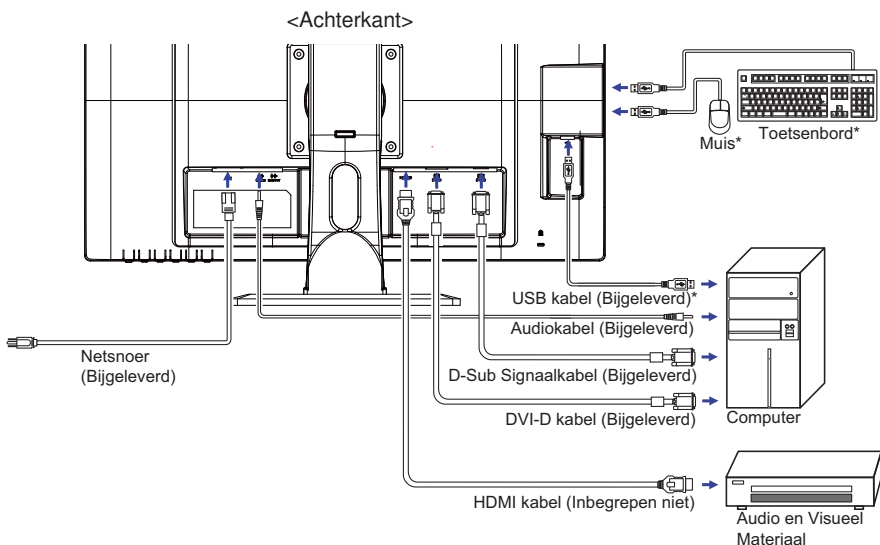 <Achterkant>
Muis*
Toetsenbord*
USB kabel (Bijgeleverd)*
Audiokabel (Bijgeleverd)
Netsnoer
(Bijgeleverd)
D-Sub Signaalkabel (Bijgeleverd)
DVI-D kabel (Bijgeleverd)
Computer
HDMI kabel (Inbegrepen niet)
Audio en Visueel
Materiaal